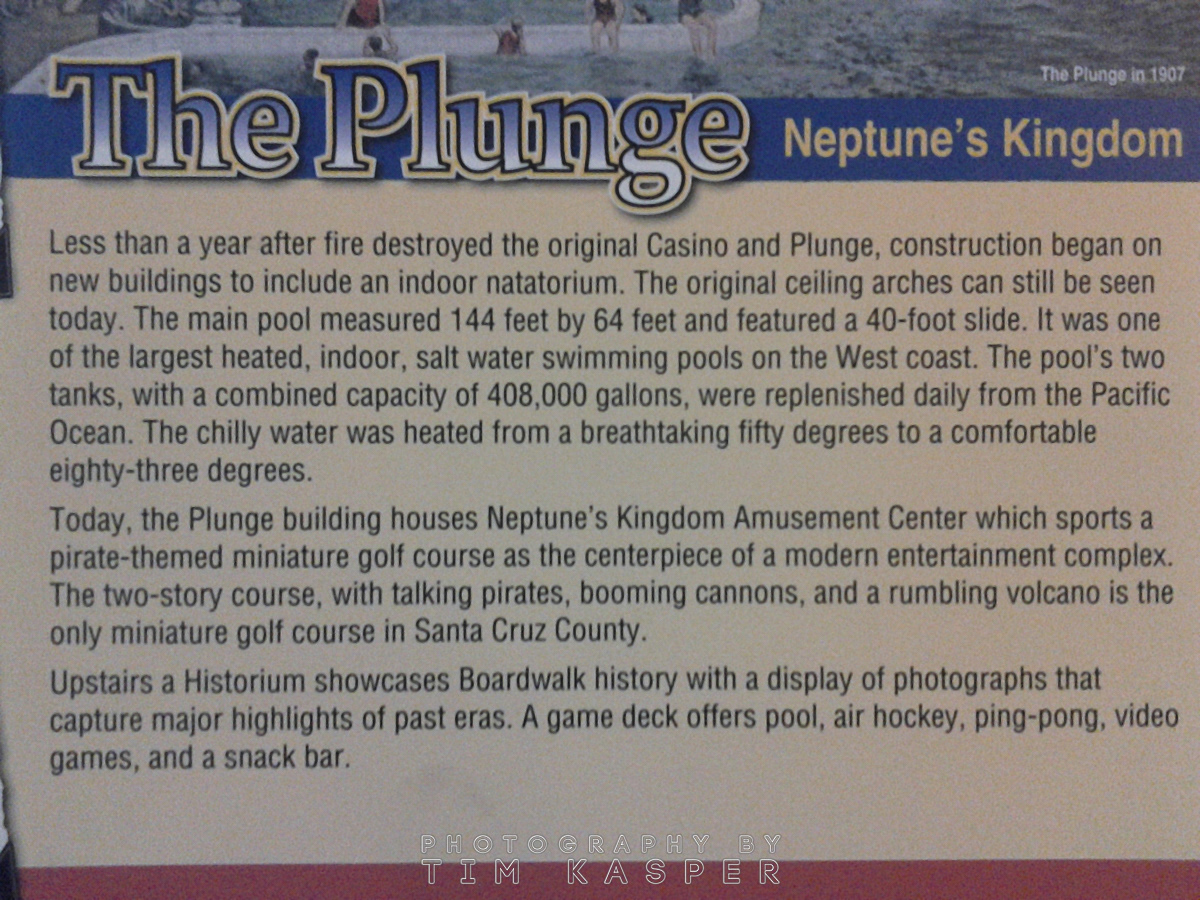 The Plunge in 1907
The Plunge Neptune's Kingdom
Less than a year after fire destroyed the original Casino and Plunge, construction began on
new buildings to include an indoor natatorium. The original ceiling arches can still be seen
today. The main pool measured 144 feet by 64 feet and featured a 40-foot slide. It was one
of the largest heated, indoor, salt water swimming pools on the West coast. The pool's two
tanks, with a combined capacity of 408,000 gallons, were replenished daily from the Pacific
Ocean. The chilly water was heated from a breathtaking fifty degrees to a comfortable
eighty-three degrees.
Today, the Plunge building houses Neptune's Kingdom Amusement Center which sports a
pirate-themed miniature golf course as the centerpiece of a modern entertainment complex.
The two-story course, with talking pirates, booming cannons, and a rumbling volcano is the
only miniature golf course in Santa Cruz County.
Upstairs a Historium showcases Boardwalk history with a display of photographs that
capture major highlights of past eras. A game deck offers pool, air hockey, ping-pong, video
games, and a snack bar.
PHOTOGRAPHY BY
TIM KASPER